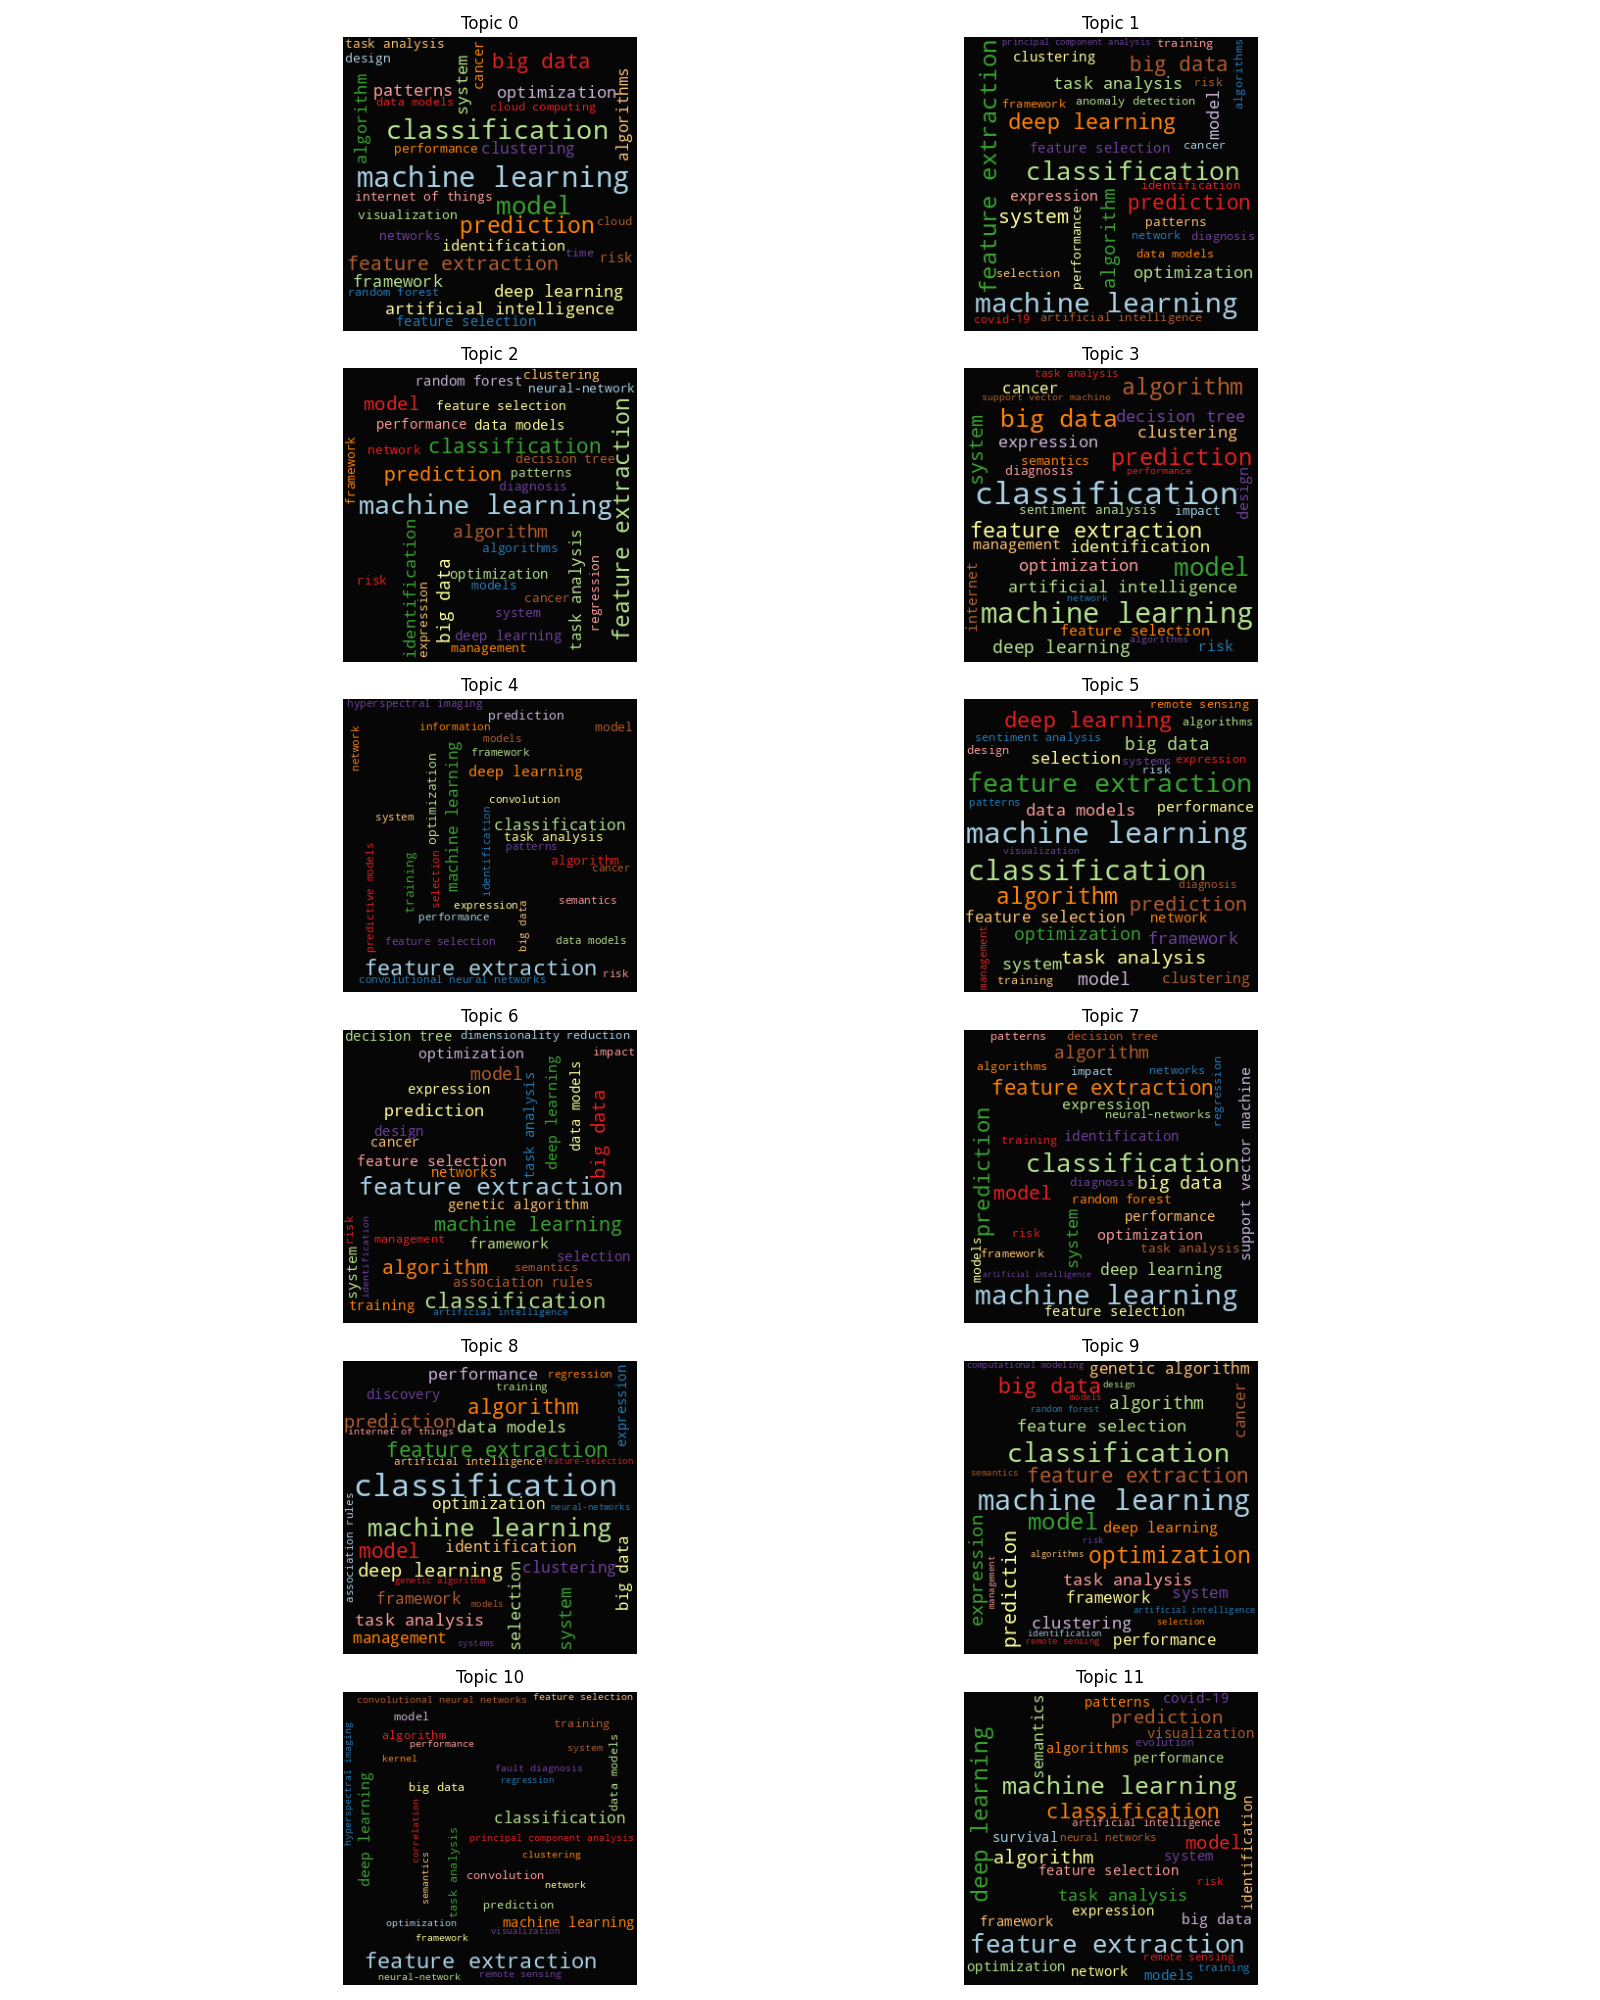 Topic 0
task analysis
design
cancer
system
big data
algorithm
patterns
data models
optimization
cloud computing
algorithms
classification
performance
clustering
machine learning
internet of things
model
visualization
prediction
cloud
networks
identification
time
risk
feature extraction
framework
random forest
deep learning
artificial intelligence
feature selection
Topic 1
principal component analysis
training
algorithms
feature extraction
clustering
big data
task analysis
risk
framework
anomaly detection
model
deep learning
feature selection
cancer
classification
identification
expression
prediction
system
performance
algorithm
patterns
network
diagnosis
data models
selection
optimization
machine learning
covid-19
artificial intelligence
Topic 2
random forest
clustering
neural-network
model
feature selection
performance
data models
feature extraction
framework
network
classification
decision tree
prediction
patterns
diagnosis
machine learning
identification
algorithm
algorithms
task analysis
big data
optimization
models
regression
risk
expression
cancer
system
deep learning
management
Topic 3
task analysis
cancer
algorithm
support vector machine
big data
decision tree
system
clustering
expression
semantics
prediction
diagnosis
performance
design
classification
sentiment analysis
impact
feature extraction
management
identification
optimization
model
internet
artificial intelligence
network
machine learning
feature selection
algorithms
deep learning
risk
Topic 4
hyperspectral imaging
prediction
network
information
model
models
framework
machine learning
optimization
deep learning
convolution
system
identification
classification
task analysis
patterns
predictive models
training
selection
algorithm
cancer
expression
semantics
performance
big data
feature selection
data models
feature extraction
risk
convolutional neural networks
Topic 5
remote sensing
deep learning
algorithms
sentiment analysis
design
big data
selection
systems
expression
risk
feature extraction
patterns
data models
performance
machine learning
visualization
classification
diagnosis
algorithm
prediction
feature selection
network
management
optimization
framework
system
task analysis
training
model
clustering
Topic 6
decision tree
dimensionality reduction
optimization
impact
model
deep learning
data models
task analysis
expression
big data
prediction
design
cancer
feature selection
networks
feature extraction
genetic algorithm
risk
identification
machine learning
management
framework
system
selection
algorithm
semantics
association rules
training
classification
artificial intelligence
Topic 7
patterns
decision tree
algorithm
algorithms
impact
networks
regression
support vector machine
feature extraction
expression
neural-networks
prediction
training
identification
classification
diagnosis
big data
model
random forest
performance
system
risk
optimization
models
framework
task analysis
artificial intelligence
deep learning
machine learning
feature selection
Topic 8
performance
regression
expression
training
discovery
algorithm
prediction
data models
internet of things
feature extraction
artificial intelligence
feature-selection
classification
association rules
optimization
neural-networks
machine learning
model
identification
big data
deep learning
selection
clustering
genetic algorithm
framework
models
system
task analysis
management
systems
Topic 9
computational modeling
genetic algorithm
big data
design
models
cancer
random forest
algorithm
feature selection
classification
semantics
feature extraction
machine learning
model
expression
deep learning
prediction
risk
algorithms
optimization
management
task analysis
framework
system
artificial intelligence
clustering
selection
identification
remote sensing
performance
Topic 10
convolutional neural networks
feature selection
model
hyperspectral imaging
training
algorithm
performance
system
data models
kernel
fault diagnosis
regression
deep learning
big data
correlation
classification
task analysis
principal component analysis
semantics
clustering
convolution
network
prediction
optimization
machine learning
visualization
framework
feature extraction
neural-network
remote sensing
Topic 11
semantics
patterns
covid-19
prediction
deep learning
visualization
algorithms
evolution
performance
machine learning
identification
classification
artificial intelligence
survival
neural networks
model
algorithm
system
feature selection
risk
task analysis
expression
framework
big data
feature extraction
remote sensing
optimization
network
models
training